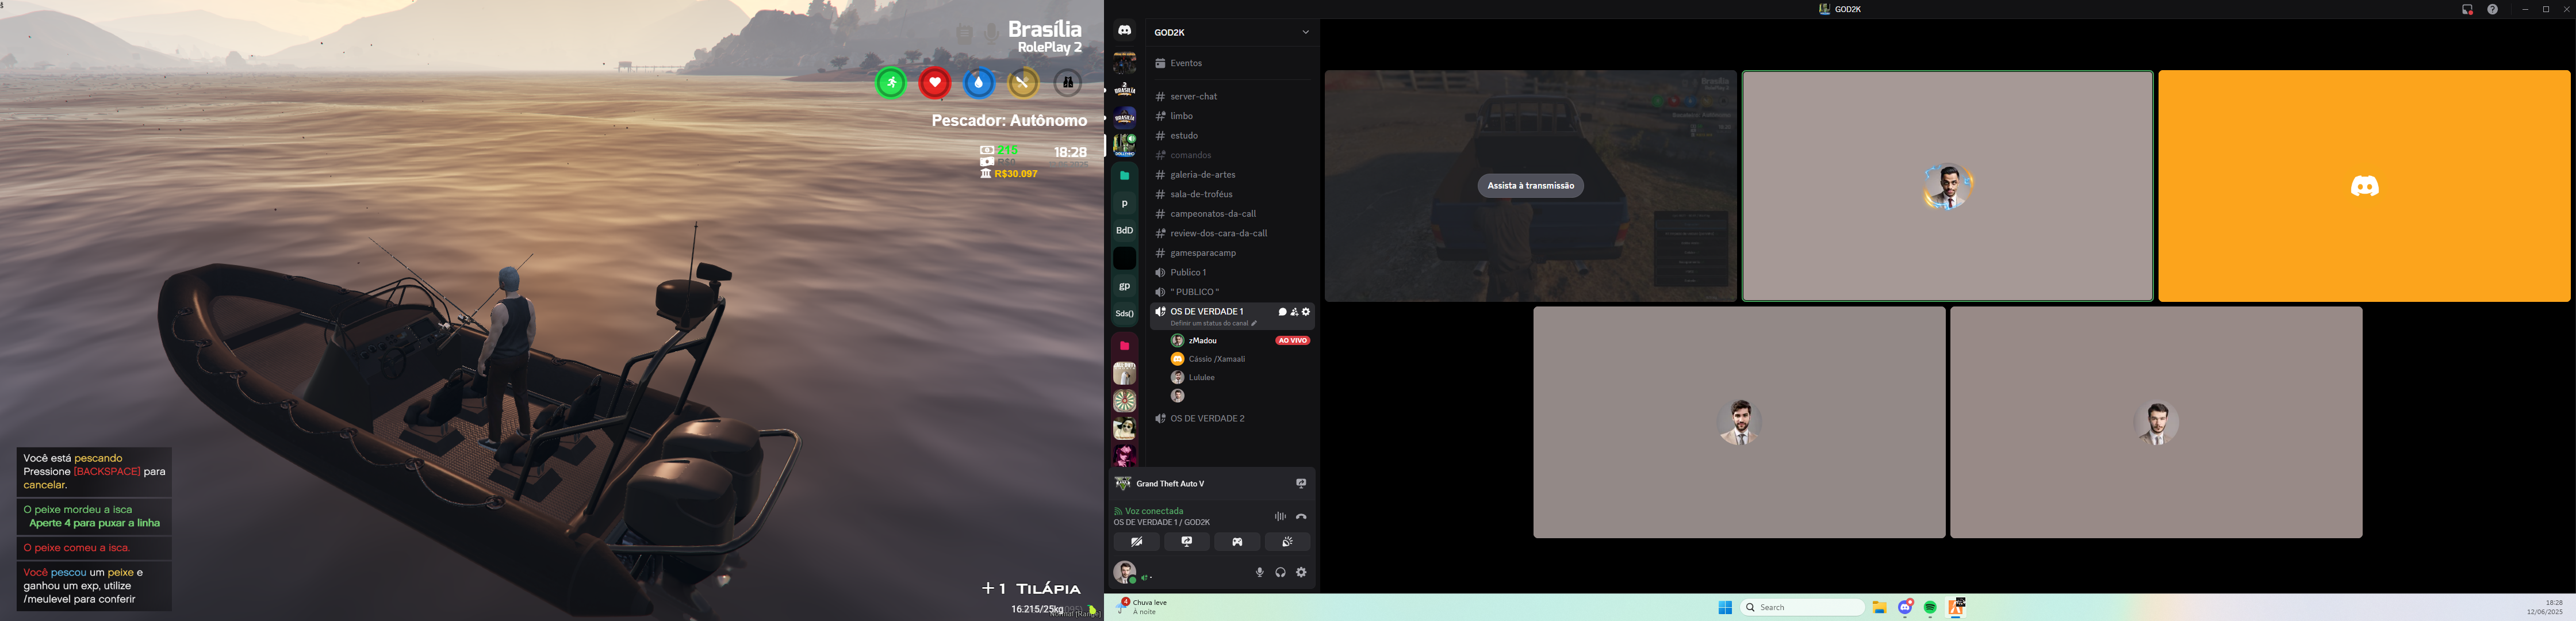 Brasília
RolePlay 2
Pescador: Autônomo
215
18:28
R$0
R$30.097
Você está pescando
Pressione [BACKSPACE] para
cancelar.
O peixe mordeu a isca
Aperte 4 para puxar a linha
O peixe comeu a isca.
Você pescou um peixe e
ganhou um exp, utilize
/meulevel para conferir
+1 TILÁPIA
16.215/25kg
GOD2K
GOD2K
Eventos
server-chat
limbo
estudo
comandos
galeria-de-artes
sala-de-troféus
campeonatos-da-call
review-dos-cara-da-call
gamesparacamp
Publico 1
" PUBLICO "
OS DE VERDADE 1
Definir um status do canal
zMadou
AO VIVO
Cássio /Xamaali
Lululee
OS DE VERDADE 2
p
BdD
gp
Sds()
Grand Theft Auto V
Voz conectada
OS DE VERDADE 1 / GOD2K
Assista à transmissão
4
Chuva leve
À noite
Search
18:28
12/06/2025